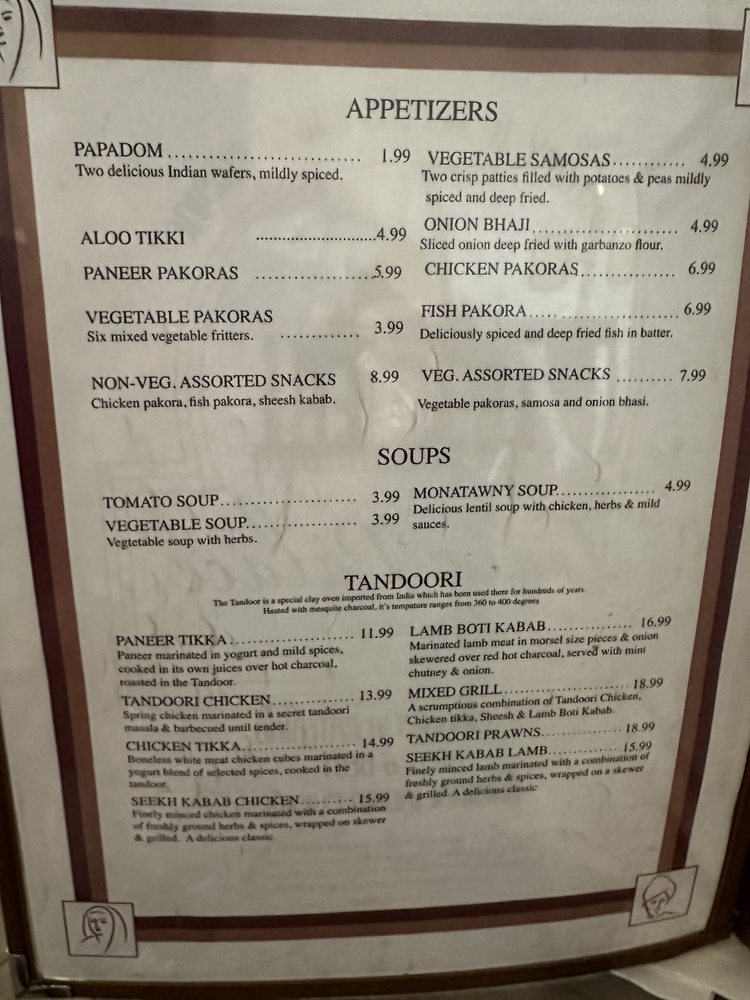 APPETIZERS
PAPADOM ............................ 1.99
Two delicious Indian wafers, mildly spiced.
ALOO TIKKI ............................4.99
PANEER PAKORAS ....................5.99
VEGETABLE PAKORAS
Six mixed vegetable fritters. ............. 3.99
NON-VEG. ASSORTED SNACKS 8.99
Chicken pakora, fish pakora, sheesh kabab.
VEGETABLE SAMOSAS........... 4.99
Two crisp patties filled with potatoes & peas mildly
spiced and deep fried.
ONION BHAJI...................... 4.99
Sliced onion deep fried with garbanzo flour.
CHICKEN PAKORAS.............. 6.99
FISH PAKORA...................... 6.99
Deliciously spiced and deep fried fish in batter.
VEG. ASSORTED SNACKS .......... 7.99
Vegetable pakoras, samosa and onion bhasi.
SOUPS
TOMATO SOUP.................... 3.99
VEGETABLE SOUP................ 3.99
Vegtetable soup with herbs.
MONATAWNY SOUP.............. 4.99
Delicious lentil soup with chicken, herbs & mild
sauces.
TANDOORI
The Tandoor is a special clay oven imported from India which has been used there for hundreds of years.
Heated with mesquite charcoal, it's tempature ranges from 360 to 400 degrees
PANEER TIKKA.................. 11.99
Paneer marinated in yogurt and mild spices,
cooked in its own juices over hot charcoal,
roasted in the Tandoor.
TANDOORI CHICKEN............ 13.99
Spring chicken marinated in a secret tandoori
masala & barbecued until tender.
CHICKEN TIKKA................. 14.99
Boneless white meat chicken cubes marinated in a
yogurt blend of selected spices, cooked in the
tandoor.
SEEKH KABAB CHICKEN.......... 15.99
Finely minced chicken marinated with a combination
of freshly ground herbs & spices, wrapped on skewer
& grilled. A delicious classic.
LAMB BOTI KABAB............... 16.99
Marinated lamb meat in morsel size pieces & onion
skewered over red hot charcoal, served with mint
chutney & onion.
MIXED GRILL...................... 18.99
A scrumptious combination of Tandoori Chicken,
Chicken tikka, Sheesh & Lamb Boti Kabab.
TANDOORI PRAWNS............... 18.99
SEEKH KABAB LAMB.............. 15.99
Finely minced lamb marinated with a combination of
freshly ground herbs & spices, wrapped on a skewer
& grilled. A delicious classic